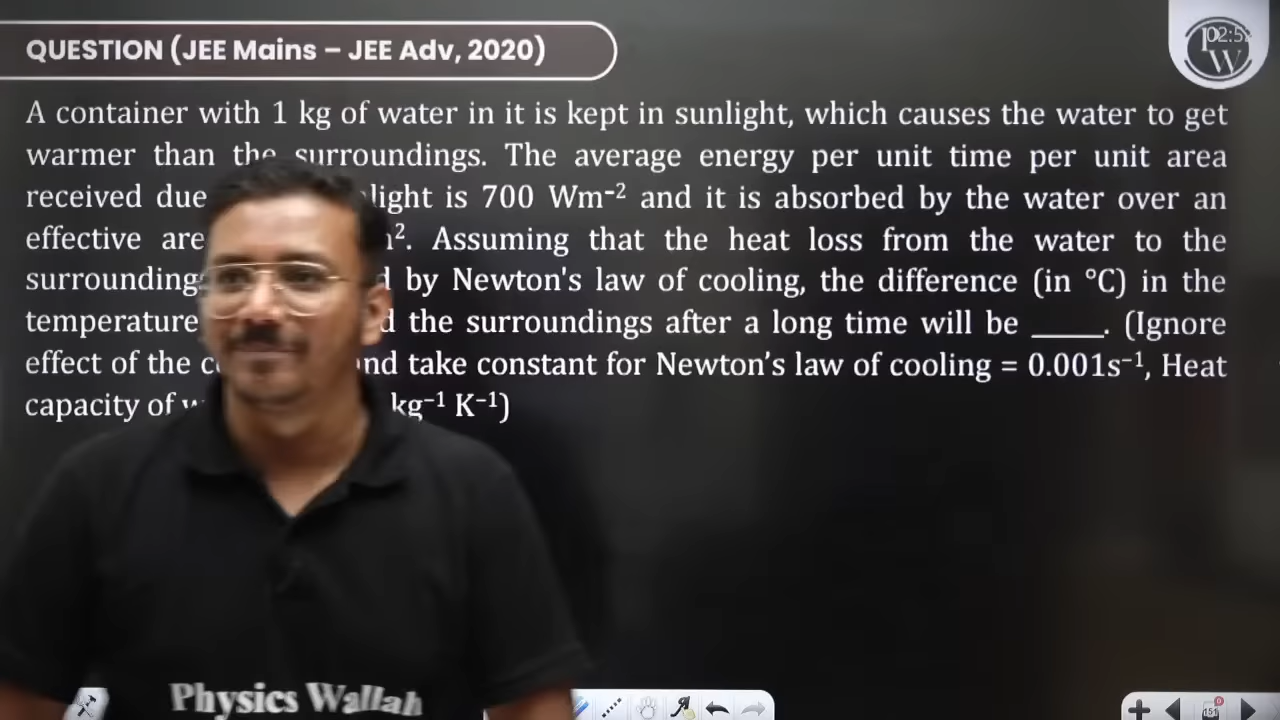 QUESTION (JEE Mains – JEE Adv, 2020)
A container with 1 kg of water in it is kept in sunlight, which causes the water to get
warmer than the surroundings. The average energy per unit time per unit area
received due light is 700 Wm⁻² and it is absorbed by the water over an
effective ². Assuming that the heat loss from the water to the
surroundings by Newton's law of cooling, the difference (in °C) in the
temperature the surroundings after a long time will be _____. (Ignore
effect of the and take constant for Newton's law of cooling = 0.001s⁻¹, Heat
capacity of kg⁻¹ K⁻¹)
PW
Physics Wallah
151